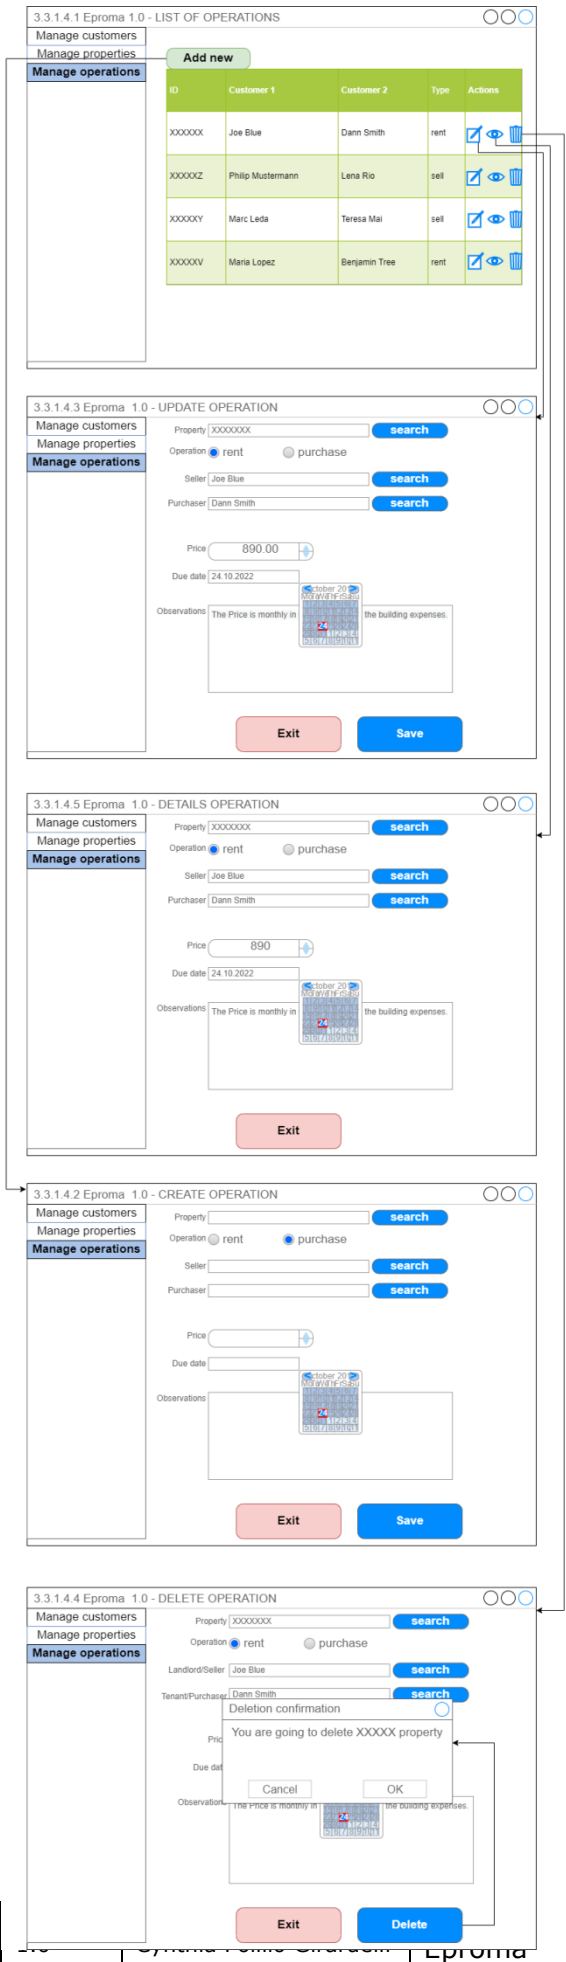 3.3.1.4.1 Eproma 1.0 - LIST OF OPERATIONS
Manage customers
Manage properties
Manage operations
Add new
ID Customer 1 Customer 2 Type Actions
XXXXXX Joe Blue Dann Smith rent
XXXXXZ Philip Mustermann Lena Rio sell
XXXXXY Marc Leda Teresa Mai sell
XXXXXV Maria Lopez Benjamin Tree rent
3.3.1.4.3 Eproma 1.0 - UPDATE OPERATION
Manage customers
Manage properties
Manage operations
Property XXXXXXX search
Operation rent purchase
Seller Joe Blue search
Purchaser Dann Smith search
Price 890.00
Due date 24.10.2022
Observations The Price is monthly in the building expenses.
24
3.3.1.4.5 Eproma 1.0 - DETAILS OPERATION
Manage customers
Manage properties
Manage operations
Property XXXXXXX search
Operation rent purchase
Seller Joe Blue search
Purchaser Dann Smith search
Price 890
Due date 24.10.2022
Observations The Price is monthly in the building expenses.
24
Exit
3.3.1.4.2 Eproma 1.0 - CREATE OPERATION
Manage customers
Manage properties
Manage operations
Property search
Operation rent purchase
Seller search
Purchaser search
Price
Due date
Observations
24
Exit Save
3.3.1.4.4 Eproma 1.0 - DELETE OPERATION
Manage customers
Manage properties
Manage operations
Property XXXXXXX search
Operation rent purchase
Landlord/Seller Joe Blue search
Tenant/Purchaser Dann Smith search
Deletion confirmation
You are going to delete XXXXX property
Cancel OK
The Price is monthly in the building expenses.
24
Exit Delete
Eproma